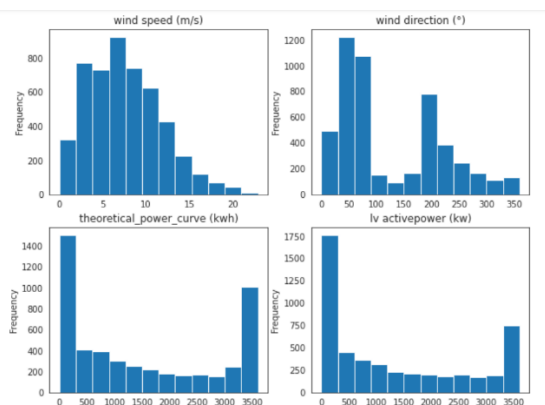 wind speed (m/s)
Frequency
800
600
400
200
0
0 5 10 15 20
wind direction (°)
Frequency
1200
1000
800
600
400
200
0
0 50 100 150 200 250 300 350
theoretical_power_curve (kwh)
Frequency
1400
1200
1000
800
600
400
200
0
0 500 1000 1500 2000 2500 3000 3500
lv activepower (kw)
Frequency
1750
1500
1250
1000
750
500
250
0
0 500 1000 1500 2000 2500 3000 3500